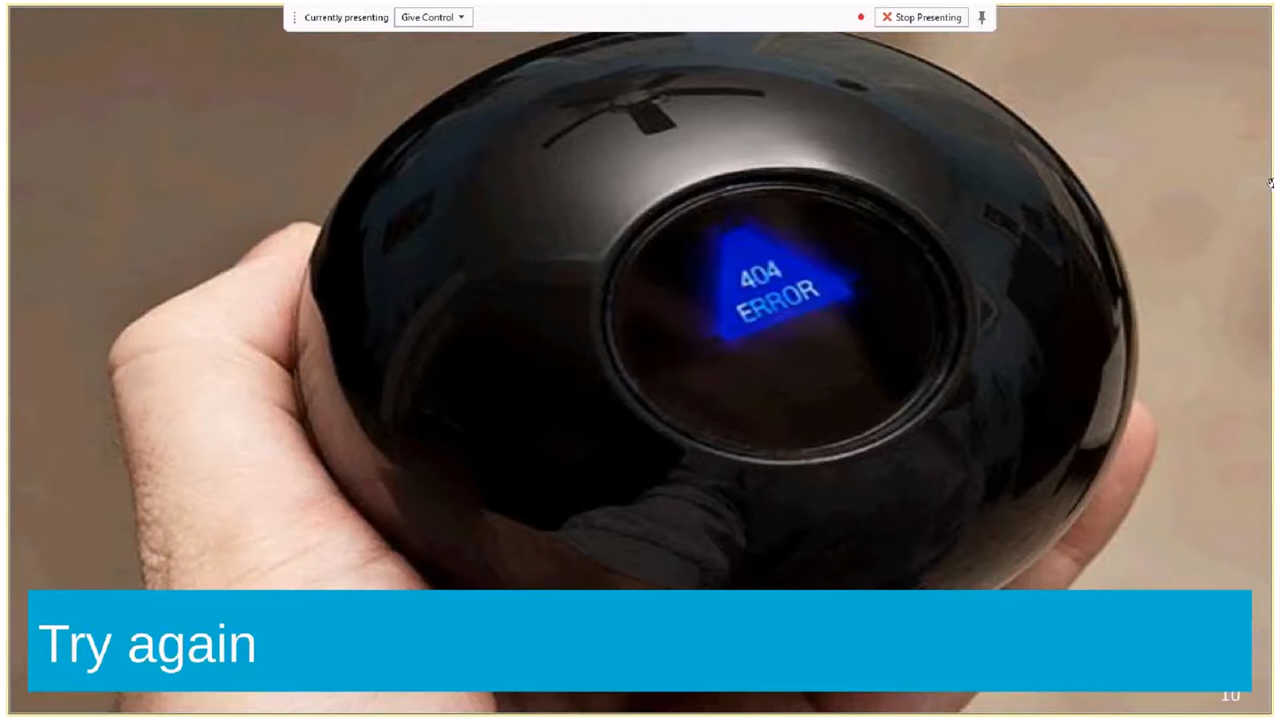 Currently presenting
Give Control
Stop Presenting
404
ERROR
Try again
10